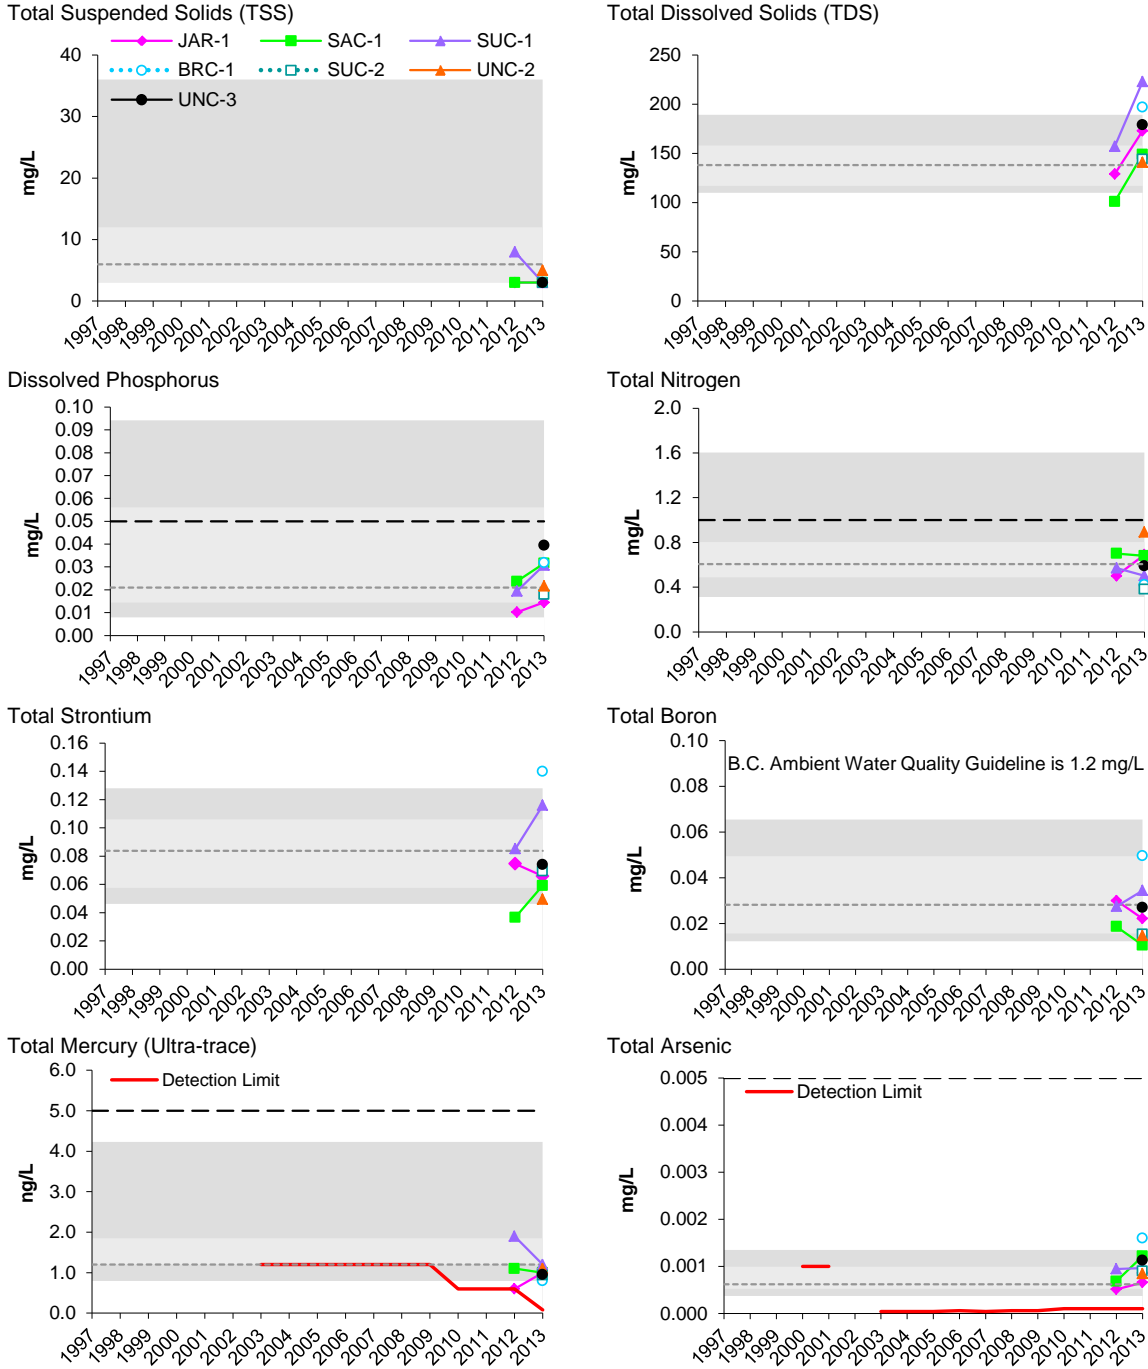 Total Suspended Solids (TSS)
JAR-1 SAC-1 SUC-1
BRC-1 SUC-2 UNC-2
UNC-3
40
30
20
10
0
mg/L
1997 1998 1999 2000 2001 2002 2003 2004 2005 2006 2007 2008 2009 2010 2011 2012 2013
Total Dissolved Solids (TDS)
250
200
150
100
50
0
mg/L
1997 1998 1999 2000 2001 2002 2003 2004 2005 2006 2007 2008 2009 2010 2011 2012 2013
Dissolved Phosphorus
0.10
0.09
0.08
0.07
0.06
0.05
0.04
0.03
0.02
0.01
0.00
mg/L
1997 1998 1999 2000 2001 2002 2003 2004 2005 2006 2007 2008 2009 2010 2011 2012 2013
Total Nitrogen
2.0
1.6
1.2
0.8
0.4
0.0
mg/L
1997 1998 1999 2000 2001 2002 2003 2004 2005 2006 2007 2008 2009 2010 2011 2012 2013
Total Strontium
0.16
0.14
0.12
0.10
0.08
0.06
0.04
0.02
0.00
mg/L
1997 1998 1999 2000 2001 2002 2003 2004 2005 2006 2007 2008 2009 2010 2011 2012 2013
Total Boron
0.10
B.C. Ambient Water Quality Guideline is 1.2 mg/L
0.08
0.06
0.04
0.02
0.00
mg/L
1997 1998 1999 2000 2001 2002 2003 2004 2005 2006 2007 2008 2009 2010 2011 2012 2013
Total Mercury (Ultra-trace)
6.0
Detection Limit
5.0
4.0
3.0
2.0
1.0
0.0
ng/L
1997 1998 1999 2000 2001 2002 2003 2004 2005 2006 2007 2008 2009 2010 2011 2012 2013
Total Arsenic
0.005
Detection Limit
0.004
0.003
0.002
0.001
0.000
mg/L
1997 1998 1999 2000 2001 2002 2003 2004 2005 2006 2007 2008 2009 2010 2011 2012 2013